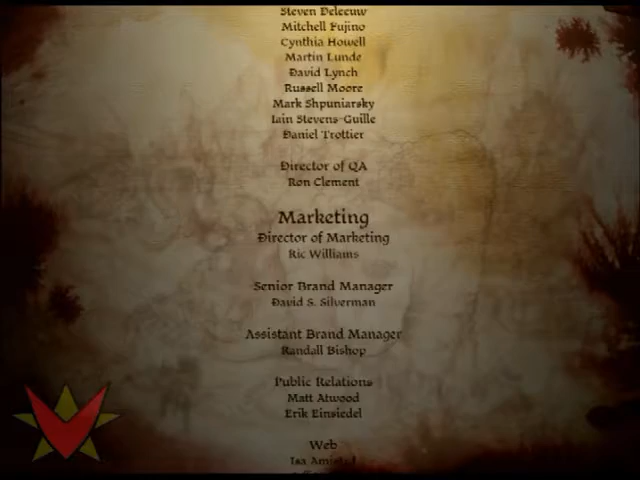 Steven Deleeuw
Mitchell Fujino
Cynthia Howell
Martin Lunde
David Lynch
Russell Moore
Mark Shpuniarsky
Iain Stevens-Guille
Daniel Trottier
Director of QA
Ron Clement
Marketing
Director of Marketing
Ric Williams
Senior Brand Manager
David S. Silverman
Assistant Brand Manager
Randall Bishop
Public Relations
Matt Atwood
Erik Einsiedel
Web
Isa